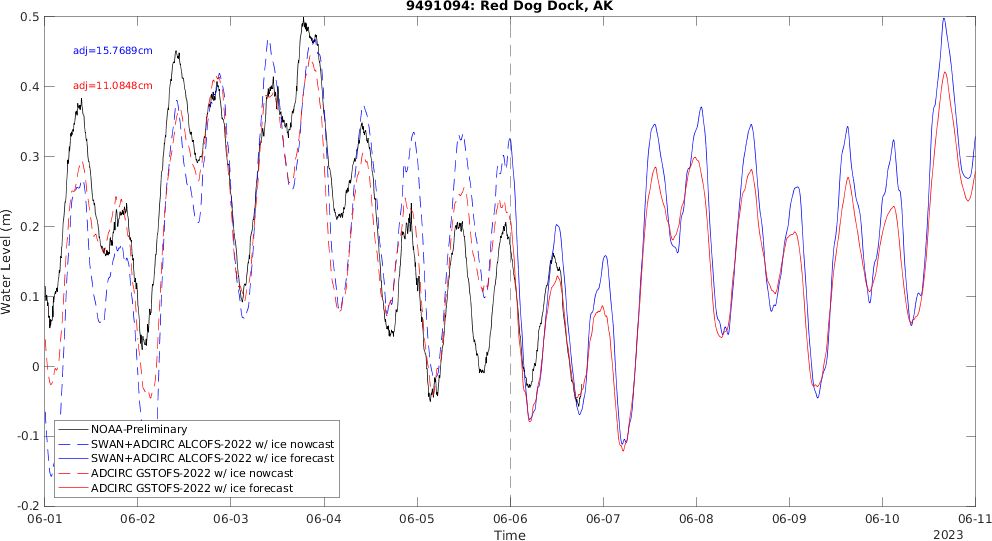 9491094: Red Dog Dock, AK
adj=15.7689cm
adj=11.0848cm
Water Level (m)
0.5
0.4
0.3
0.2
0.1
0
-0.1
-0.2
NOAA-Preliminary
SWAN+ADCIRC ALCOFS-2022 w/ ice nowcast
SWAN+ADCIRC ALCOFS-2022 w/ ice forecast
ADCIRC GSTOFS-2022 w/ ice nowcast
ADCIRC GSTOFS-2022 w/ ice forecast
06-01 06-02 06-03 06-04 06-05 06-06 06-07 06-08 06-09 06-10 06-11
Time
2023